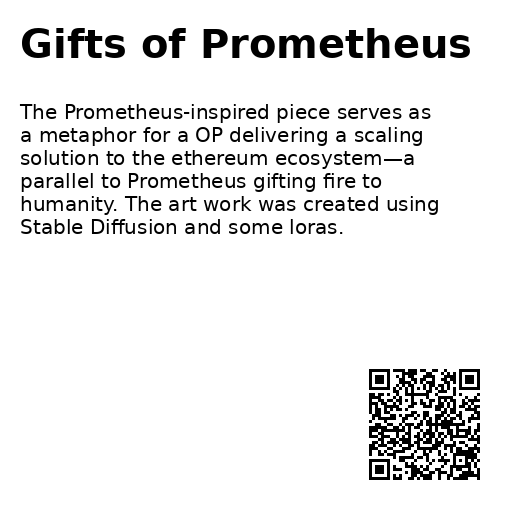 Gifts of Prometheus
The Prometheus-inspired piece serves as
a metaphor for a OP delivering a scaling
solution to the ethereum ecosystem—a
parallel to Prometheus gifting fire to
humanity. The art work was created using
Stable Diffusion and some loras.